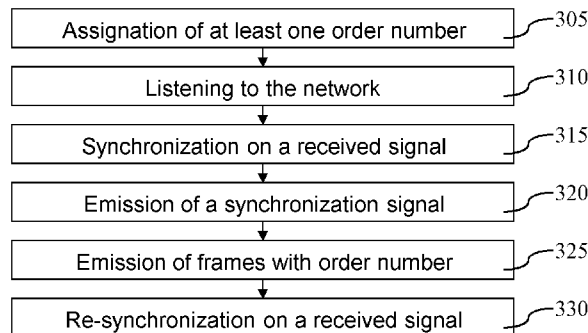 Assignation of at least one order number 305
Listening to the network 310
Synchronization on a received signal 315
Emission of a synchronization signal 320
Emission of frames with order number 325
Re-synchronization on a received signal 330